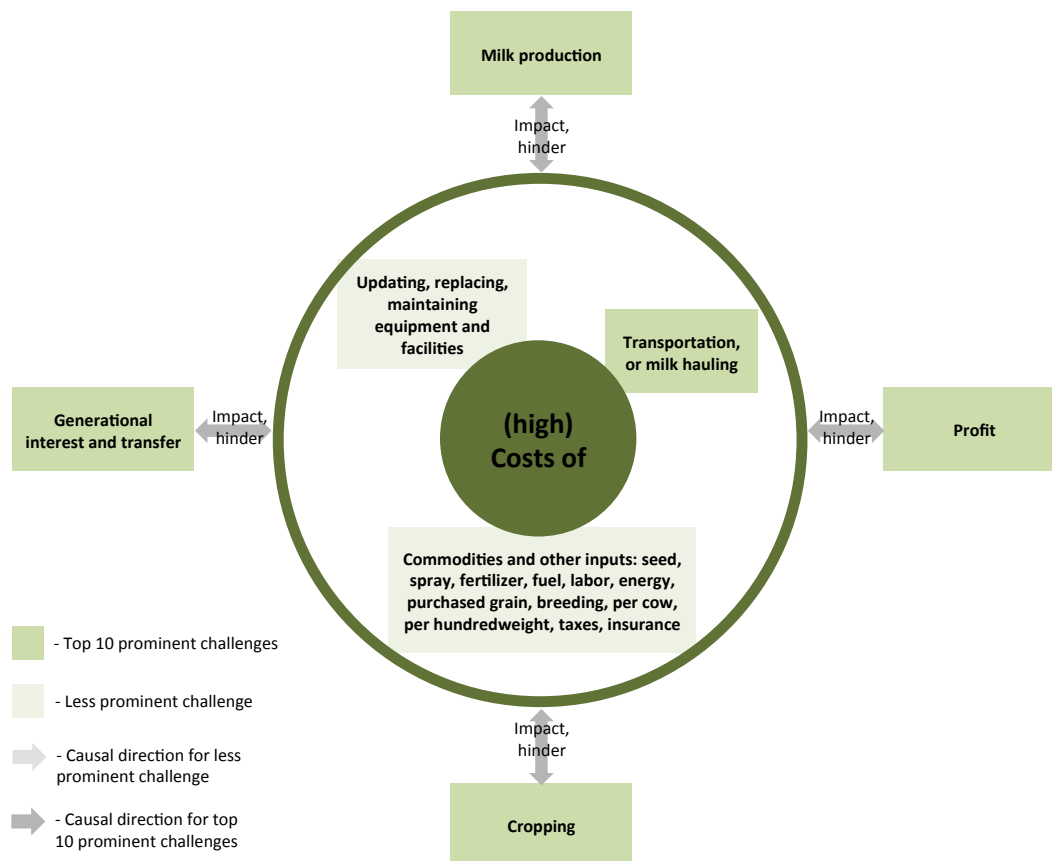 Milk production
Impact,
hinder
Updating, replacing,
maintaining
equipment and
facilities
Transportation,
or milk hauling
Generational
interest and transfer
Impact,
hinder
(high)
Costs of
Impact,
hinder
Profit
Commodities and other inputs: seed,
spray, fertilizer, fuel, labor, energy,
purchased grain, breeding, per cow,
per hundredweight, taxes, insurance
Impact,
hinder
Cropping
- Top 10 prominent challenges
- Less prominent challenge
- Causal direction for less
prominent challenge
- Causal direction for top
10 prominent challenges